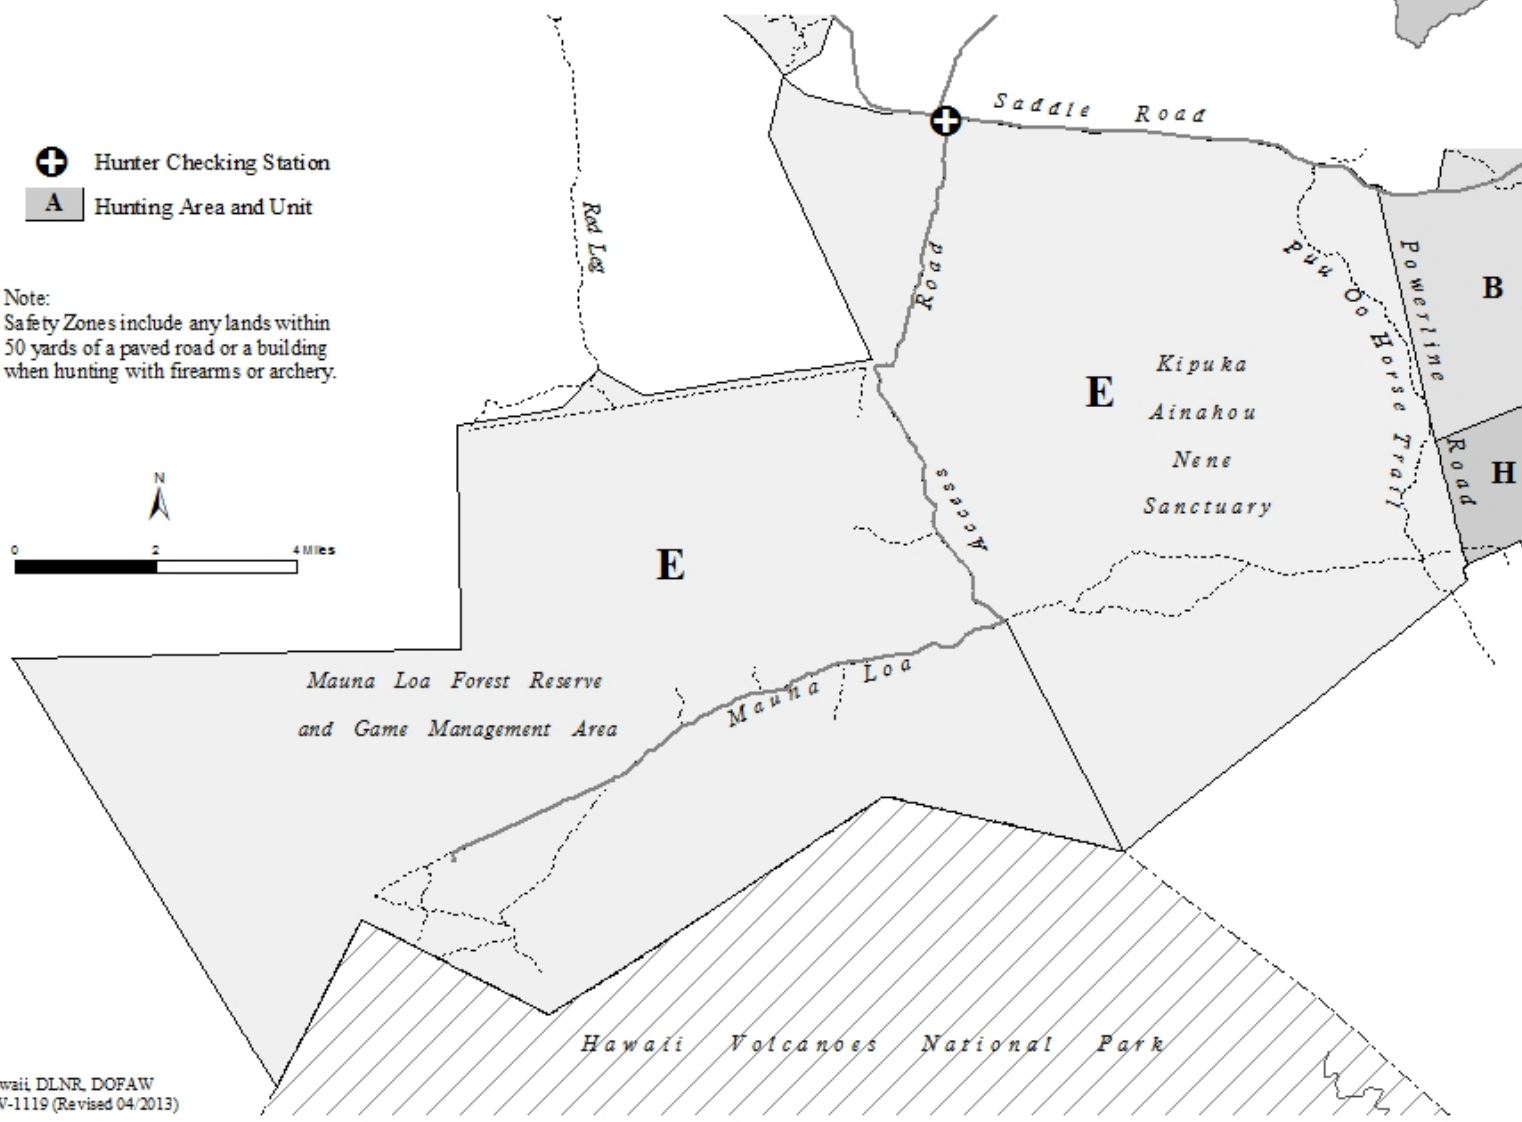 Saddle Road
Hunter Checking Station
A Hunting Area and Unit
Red Leg
Road
Puu Oo Horse Trail
Powerline Road
B
Note:
Safety Zones include any lands within
50 yards of a paved road or a building
when hunting with firearms or archery.
E
Kipuka
Ainahou
Nene
Sanctuary
H
Access
N
0 2 4 Miles
E
Mauna Loa Forest Reserve
and Game Management Area
Mauna Loa
Hawaii Volcanoes National Park
waii, DLNR, DOFAW
V-1119 (Revised 04/2013)